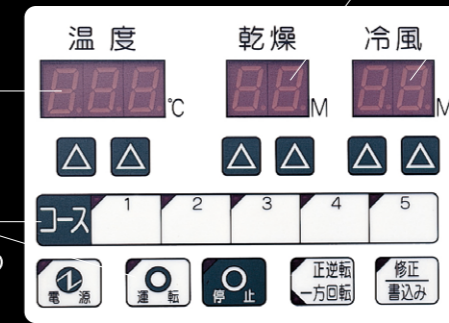 温度 乾燥 冷風
888 88 88
℃ M M
コース 1 2 3 4 5
電源 運転 停止 正逆転 修正
一方回転 書込み